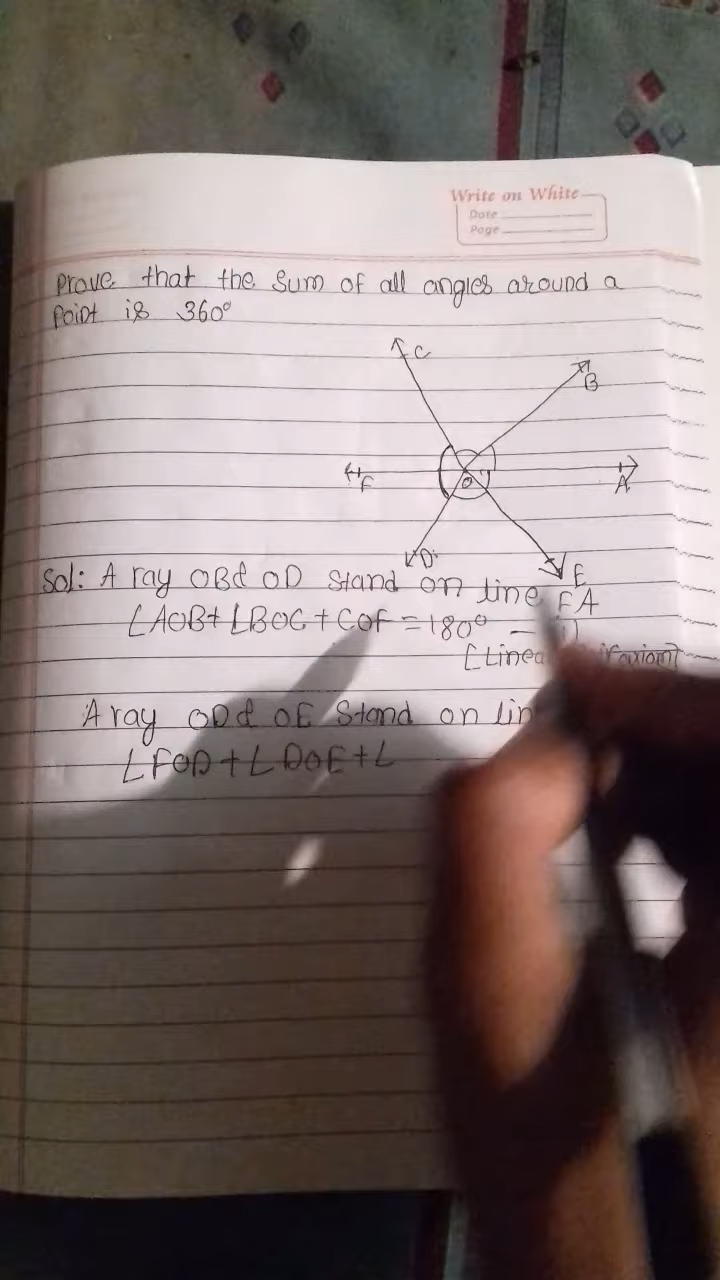 Write on White
Date
Page
Prove that the sum of all angles around a
Point is 360°
C
B
F
O
A
D
E
Sol: A ray OB & OD stand on line FA
∠AOB + ∠BOC + COF = 180° —
[Linea axiom]
A ray OD & OE Stand on lin
∠FOD + ∠DOE + ∠